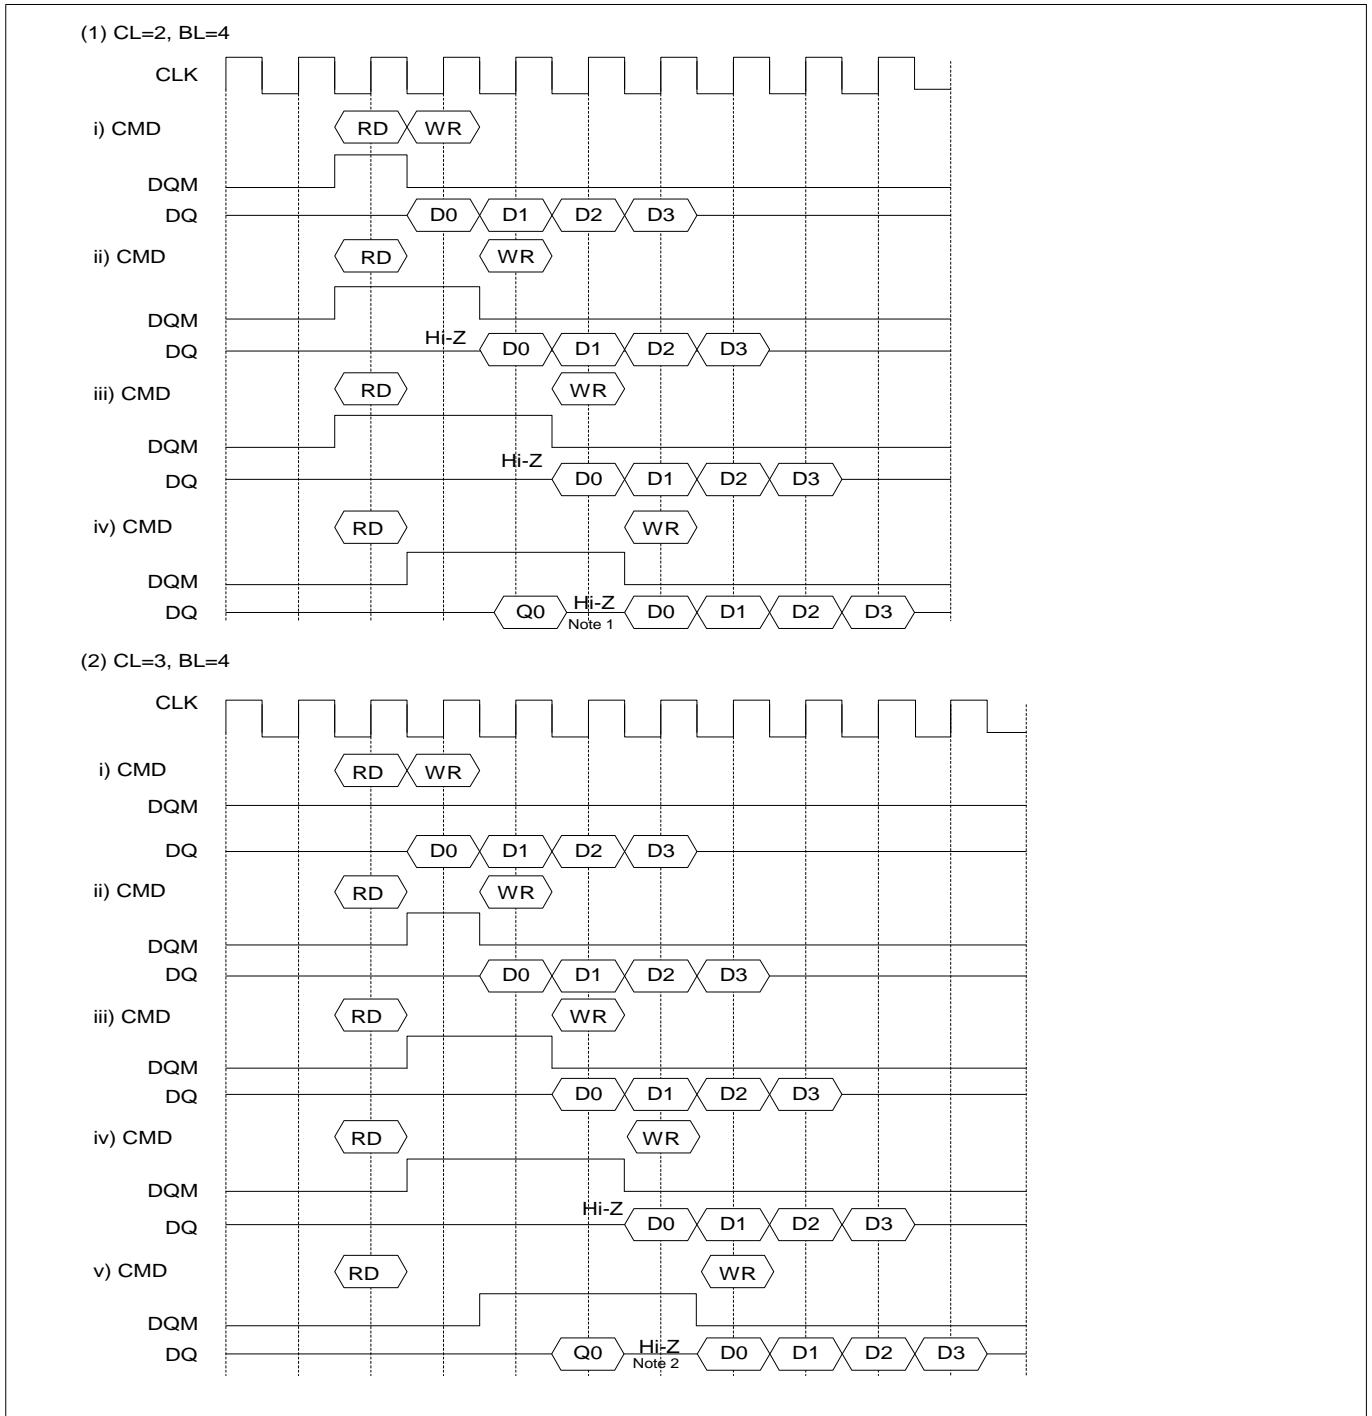 (1) CL=2, BL=4
CLK
i) CMD RD WR
DQM
DQ D0 D1 D2 D3
ii) CMD RD WR
DQM
DQ Hi-Z D0 D1 D2 D3
iii) CMD RD WR
DQM
DQ Hi-Z D0 D1 D2 D3
iv) CMD RD WR
DQM
DQ Q0 Hi-Z D0 D1 D2 D3
Note 1
(2) CL=3, BL=4
CLK
i) CMD RD WR
DQM
DQ D0 D1 D2 D3
ii) CMD RD WR
DQM
DQ D0 D1 D2 D3
iii) CMD RD WR
DQM
DQ D0 D1 D2 D3
iv) CMD RD WR
DQM
DQ Hi-Z D0 D1 D2 D3
v) CMD RD WR
DQM
DQ Q0 Hi-Z D0 D1 D2 D3
Note 2